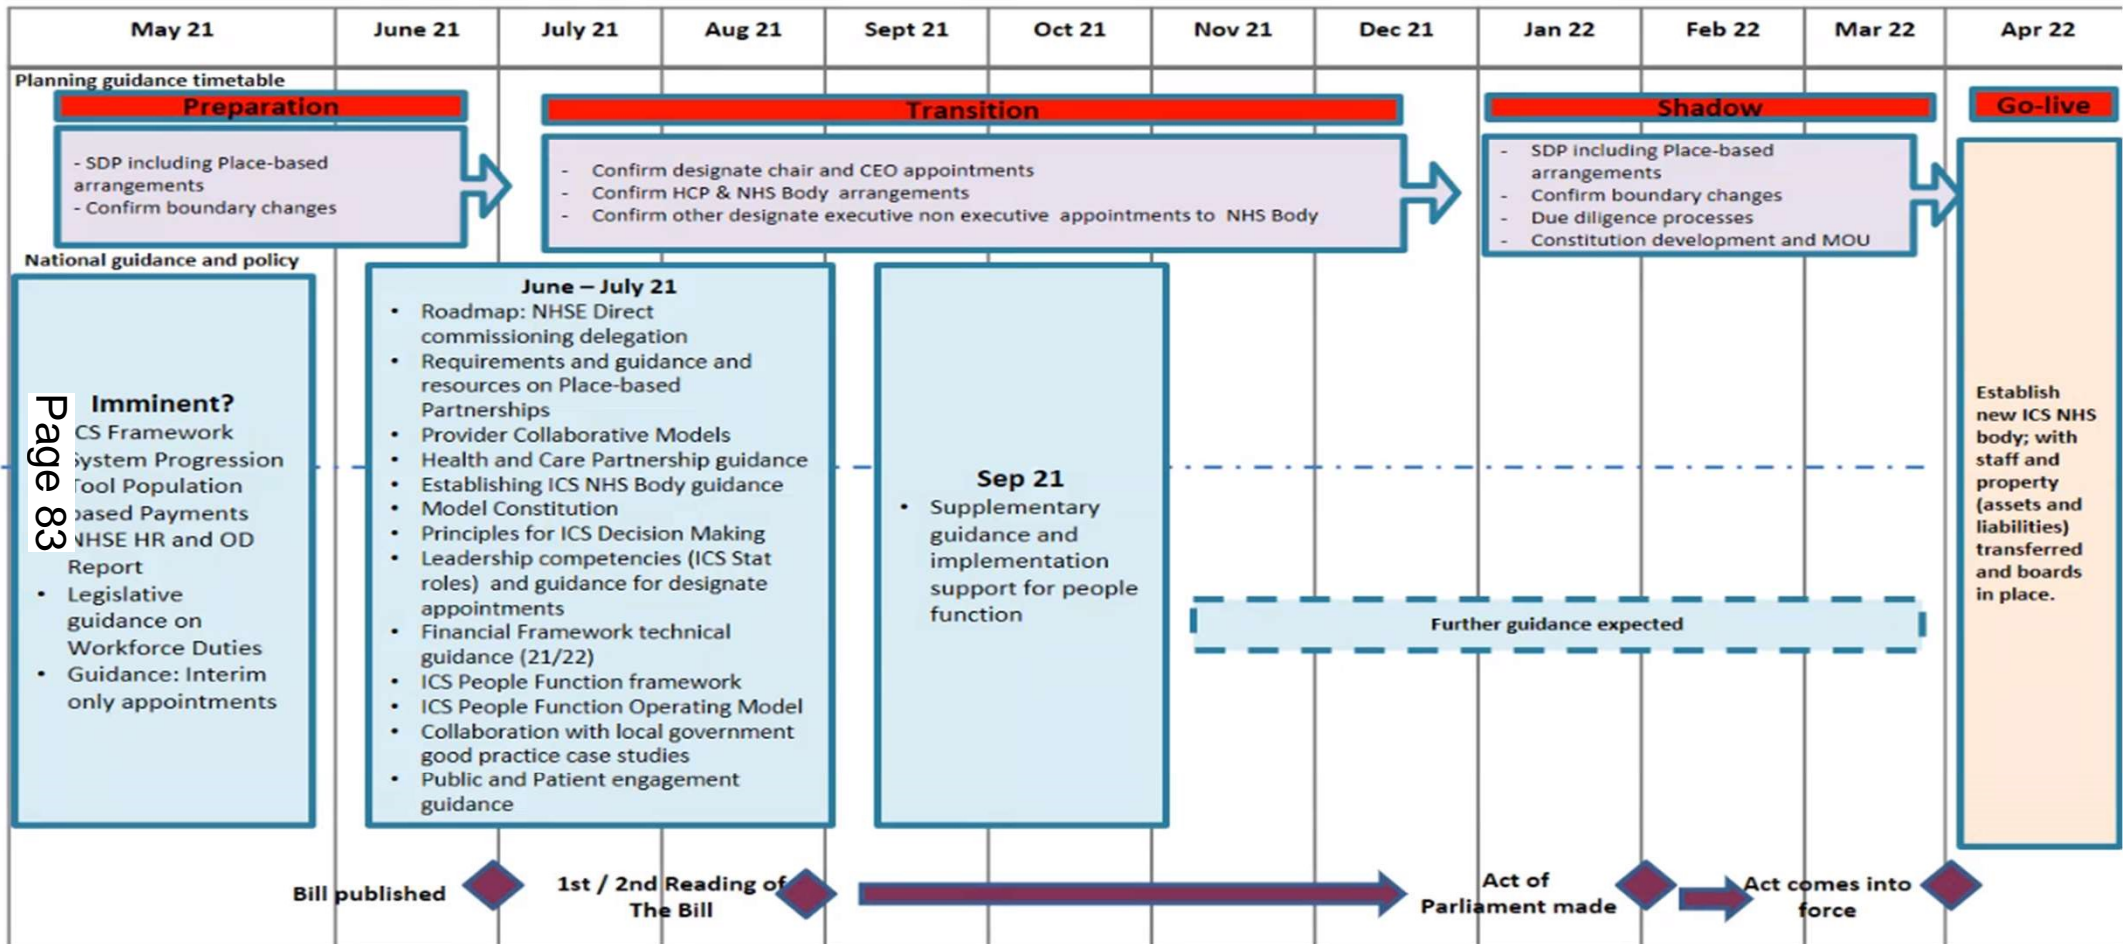 May 21 June 21 July 21 Aug 21 Sept 21 Oct 21 Nov 21 Dec 21 Jan 22 Feb 22 Mar 22 Apr 22
Planning guidance timetable
Preparation
- SDP including Place-based
arrangements
- Confirm boundary changes
Transition
- Confirm designate chair and CEO appointments
- Confirm HCP & NHS Body arrangements
- Confirm other designate executive non executive appointments to NHS Body
Shadow
- SDP including Place-based
arrangements
- Confirm boundary changes
- Due diligence processes
- Constitution development and MOU
Go-live
Establish
new ICS NHS
body; with
staff and
property
(assets and
liabilities)
transferred
and boards
in place.
National guidance and policy
Imminent?
CS Framework
System Progression
Tool Population
based Payments
NHSE HR and OD
Report
• Legislative
guidance on
Workforce Duties
• Guidance: Interim
only appointments
Page 83
June – July 21
• Roadmap: NHSE Direct
commissioning delegation
• Requirements and guidance and
resources on Place-based
Partnerships
• Provider Collaborative Models
• Health and Care Partnership guidance
• Establishing ICS NHS Body guidance
• Model Constitution
• Principles for ICS Decision Making
• Leadership competencies (ICS Stat
roles) and guidance for designate
appointments
• Financial Framework technical
guidance (21/22)
• ICS People Function framework
• ICS People Function Operating Model
• Collaboration with local government
good practice case studies
• Public and Patient engagement
guidance
Sep 21
• Supplementary
guidance and
implementation
support for people
function
Further guidance expected
Bill published
1st / 2nd Reading of
The Bill
Act of
Parliament made
Act comes into
force